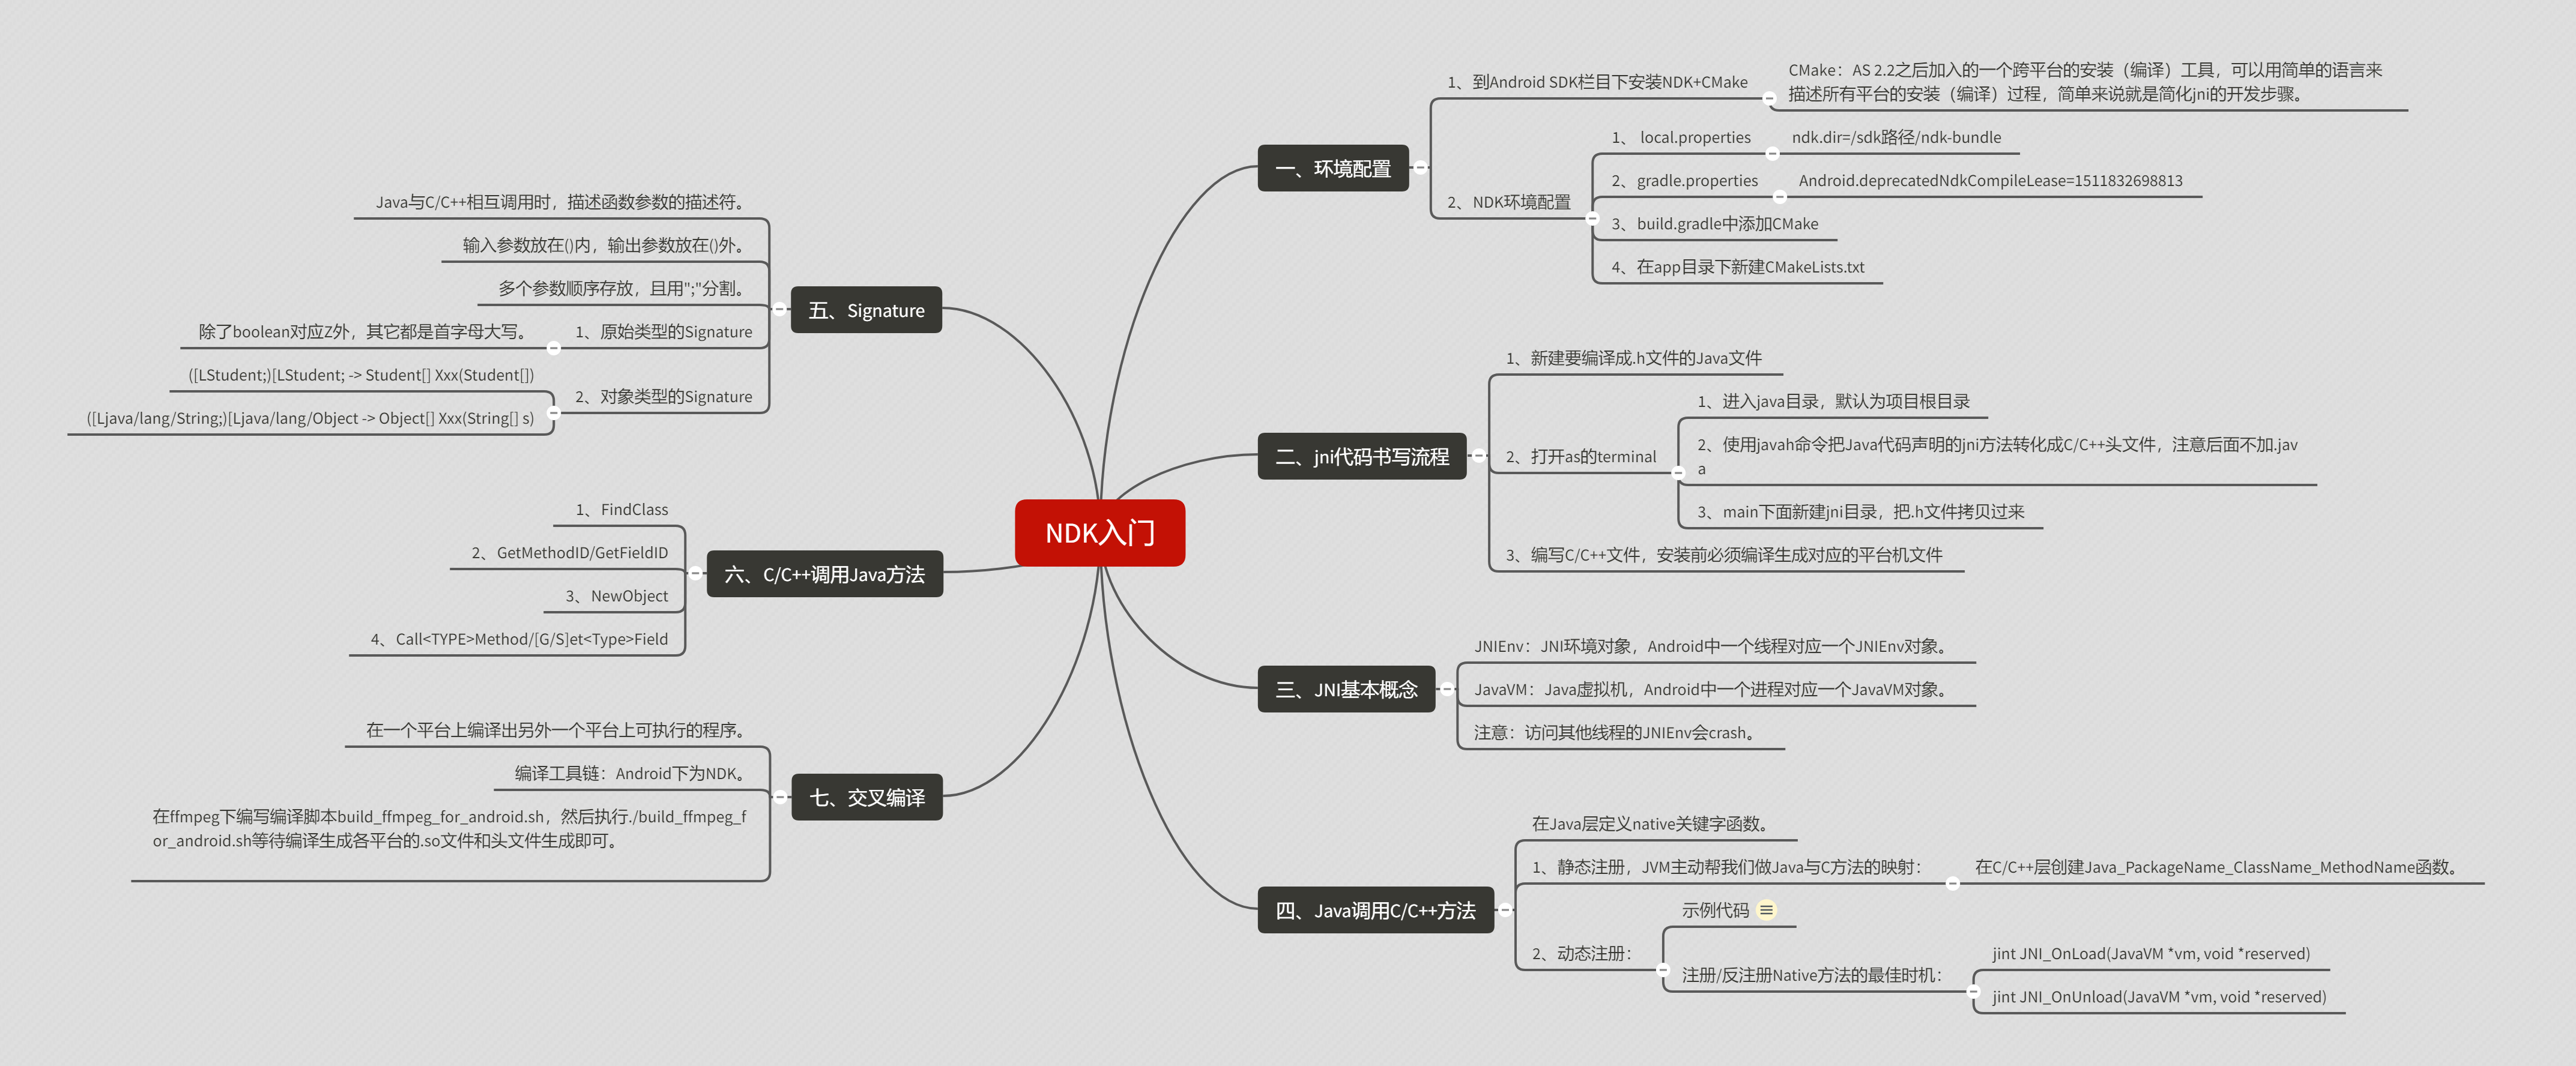 NDK入门
一、环境配置
1、到Android SDK栏目下安装NDK+CMake
CMake：AS 2.2之后加入的一个跨平台的安装（编译）工具，可以用简单的语言来
描述所有平台的安装（编译）过程，简单来说就是简化jni的开发步骤。
2、NDK环境配置
1、 local.properties
ndk.dir=/sdk路径/ndk-bundle
2、gradle.properties
Android.deprecatedNdkCompileLease=1511832698813
3、build.gradle中添加CMake
4、在app目录下新建CMakeLists.txt
二、jni代码书写流程
1、新建要编译成.h文件的Java文件
2、打开as的terminal
1、进入java目录，默认为项目根目录
2、使用javah命令把Java代码声明的jni方法转化成C/C++头文件，注意后面不加.jav
a
3、main下面新建jni目录，把.h文件拷贝过来
3、编写C/C++文件，安装前必须编译生成对应的平台机文件
三、JNI基本概念
JNIEnv：JNI环境对象，Android中一个线程对应一个JNIEnv对象。
JavaVM：Java虚拟机，Android中一个进程对应一个JavaVM对象。
注意：访问其他线程的JNIEnv会crash。
四、Java调用C/C++方法
在Java层定义native关键字函数。
1、静态注册，JVM主动帮我们做Java与C方法的映射：
在C/C++层创建Java_PackageName_ClassName_MethodName函数。
2、动态注册：
示例代码
注册/反注册Native方法的最佳时机：
jint JNI_OnLoad(JavaVM *vm, void *reserved)
jint JNI_OnUnload(JavaVM *vm, void *reserved)
五、Signature
Java与C/C++相互调用时，描述函数参数的描述符。
输入参数放在()内，输出参数放在()外。
多个参数顺序存放，且用";"分割。
1、原始类型的Signature
除了boolean对应Z外，其它都是首字母大写。
2、对象类型的Signature
([LStudent;)[LStudent; -> Student[] Xxx(Student[])
([Ljava/lang/String;)[Ljava/lang/Object -> Object[] Xxx(String[] s)
六、C/C++调用Java方法
1、FindClass
2、GetMethodID/GetFieldID
3、NewObject
4、Call<TYPE>Method/[G/S]et<Type>Field
七、交叉编译
在一个平台上编译出另外一个平台上可执行的程序。
编译工具链：Android下为NDK。
在ffmpeg下编写编译脚本build_ffmpeg_for_android.sh，然后执行./build_ffmpeg_f
or_android.sh等待编译生成各平台的.so文件和头文件生成即可。